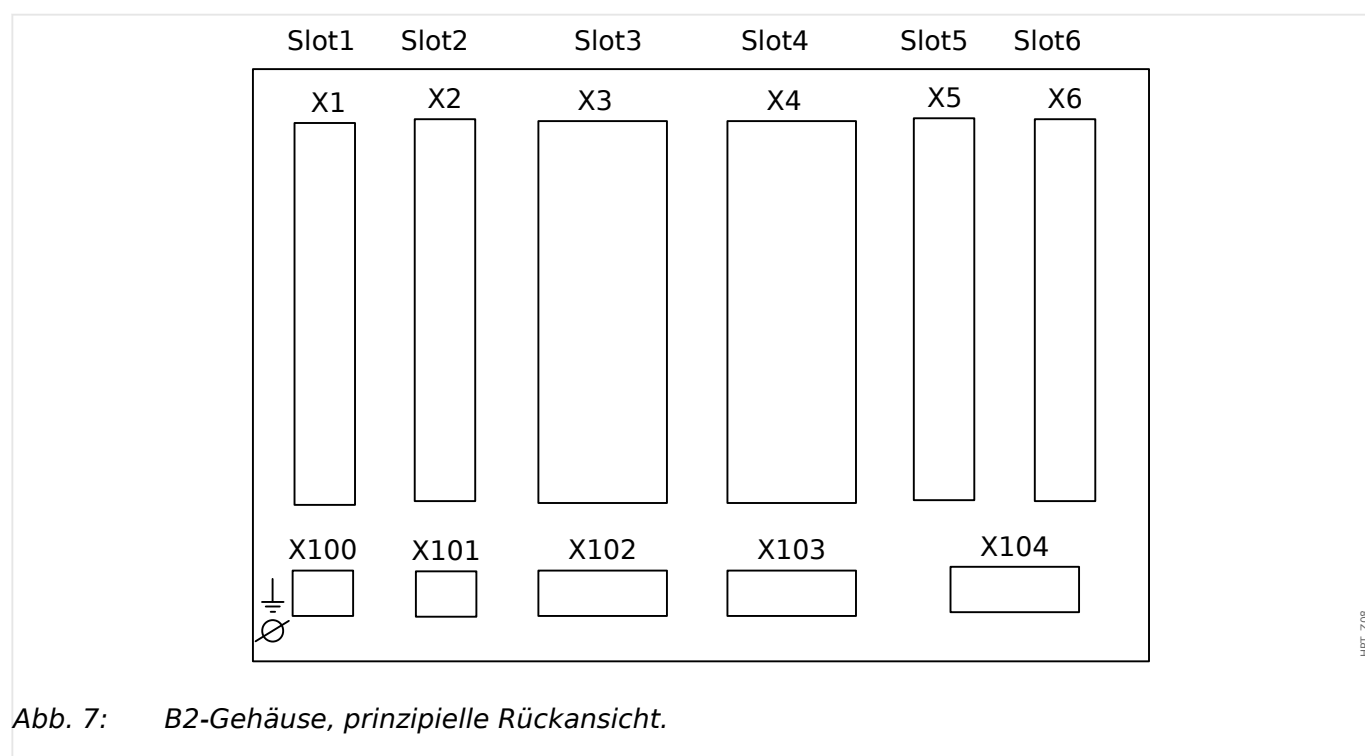 Slot1 Slot2 Slot3 Slot4 Slot5 Slot6
X1 X2 X3 X4 X5 X6
X100 X101 X102 X103 X104
Abb. 7: B2-Gehäuse, prinzipielle Rückansicht.